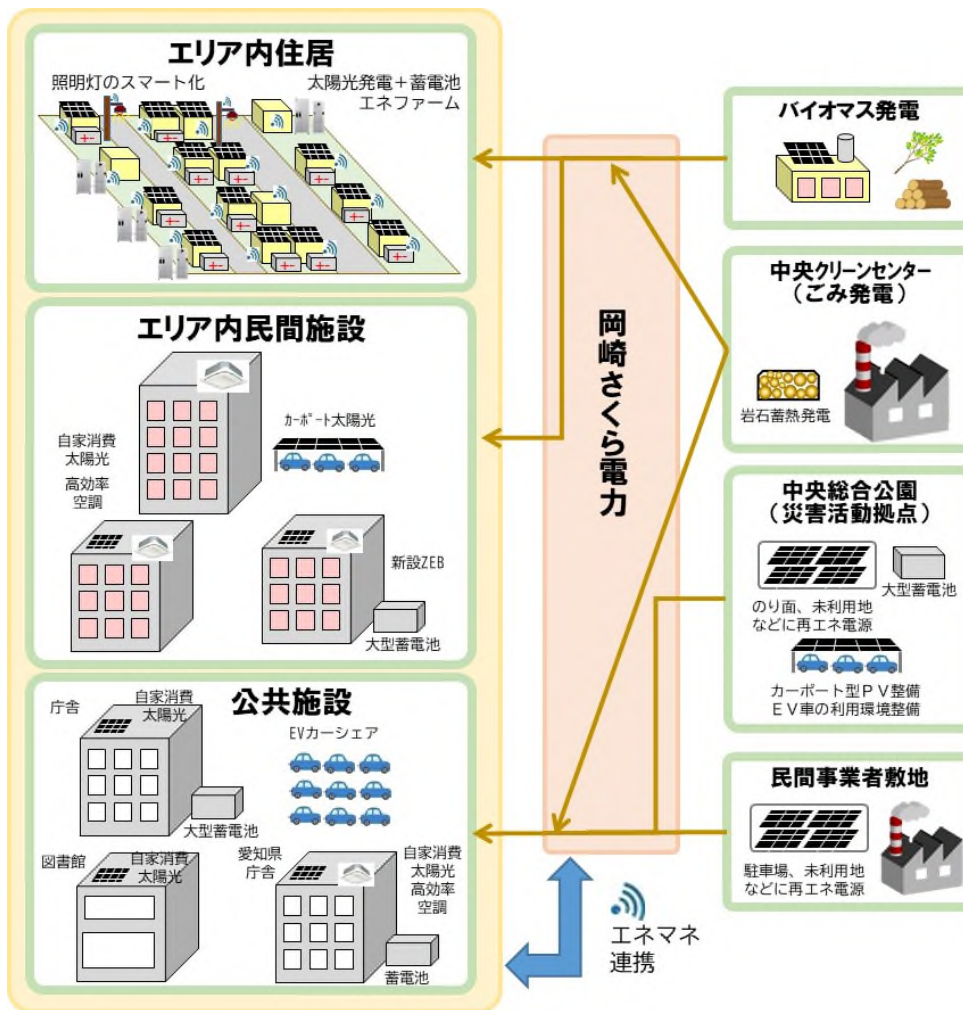 エリア内住居
照明灯のスマート化
太陽光発電＋蓄電池
エネファーム
エリア内民間施設
自家消費
太陽光
高効率
空調
ｶｰﾎﾟｰﾄ太陽光
新設ZEB
大型蓄電池
公共施設
庁舎
自家消費
太陽光
大型蓄電池
EVカーシェア
図書館
自家消費
太陽光
愛知県
庁舎
自家消費
太陽光
高効率
空調
蓄電池
岡崎さくら電力
エネマネ
連携
バイオマス発電
中央クリーンセンター
（ごみ発電）
岩石蓄熱発電
中央総合公園
（災害活動拠点）
大型蓄電池
のり面、未利用地
などに再エネ電源
カーポート型ＰＶ整備
ＥＶ車の利用環境整備
民間事業者敷地
駐車場、未利用地
などに再エネ電源